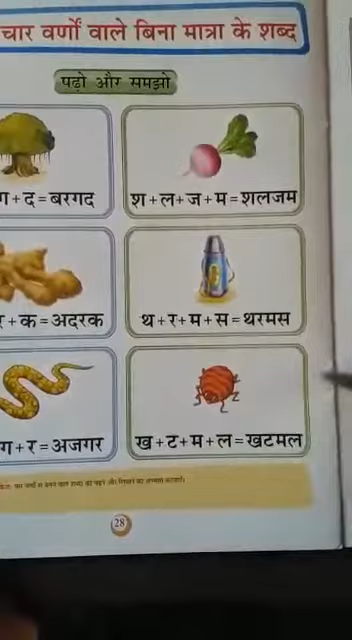 चार वर्णों वाले बिना मात्रा के शब्द
पढ़ो और समझो
ग + द = बरगद
श + ल + ज + म = शलजम
र + क = अदरक
थ + र + म + स = थरमस
ग + र = अजगर
ख + ट + म + ल = खटमल
28